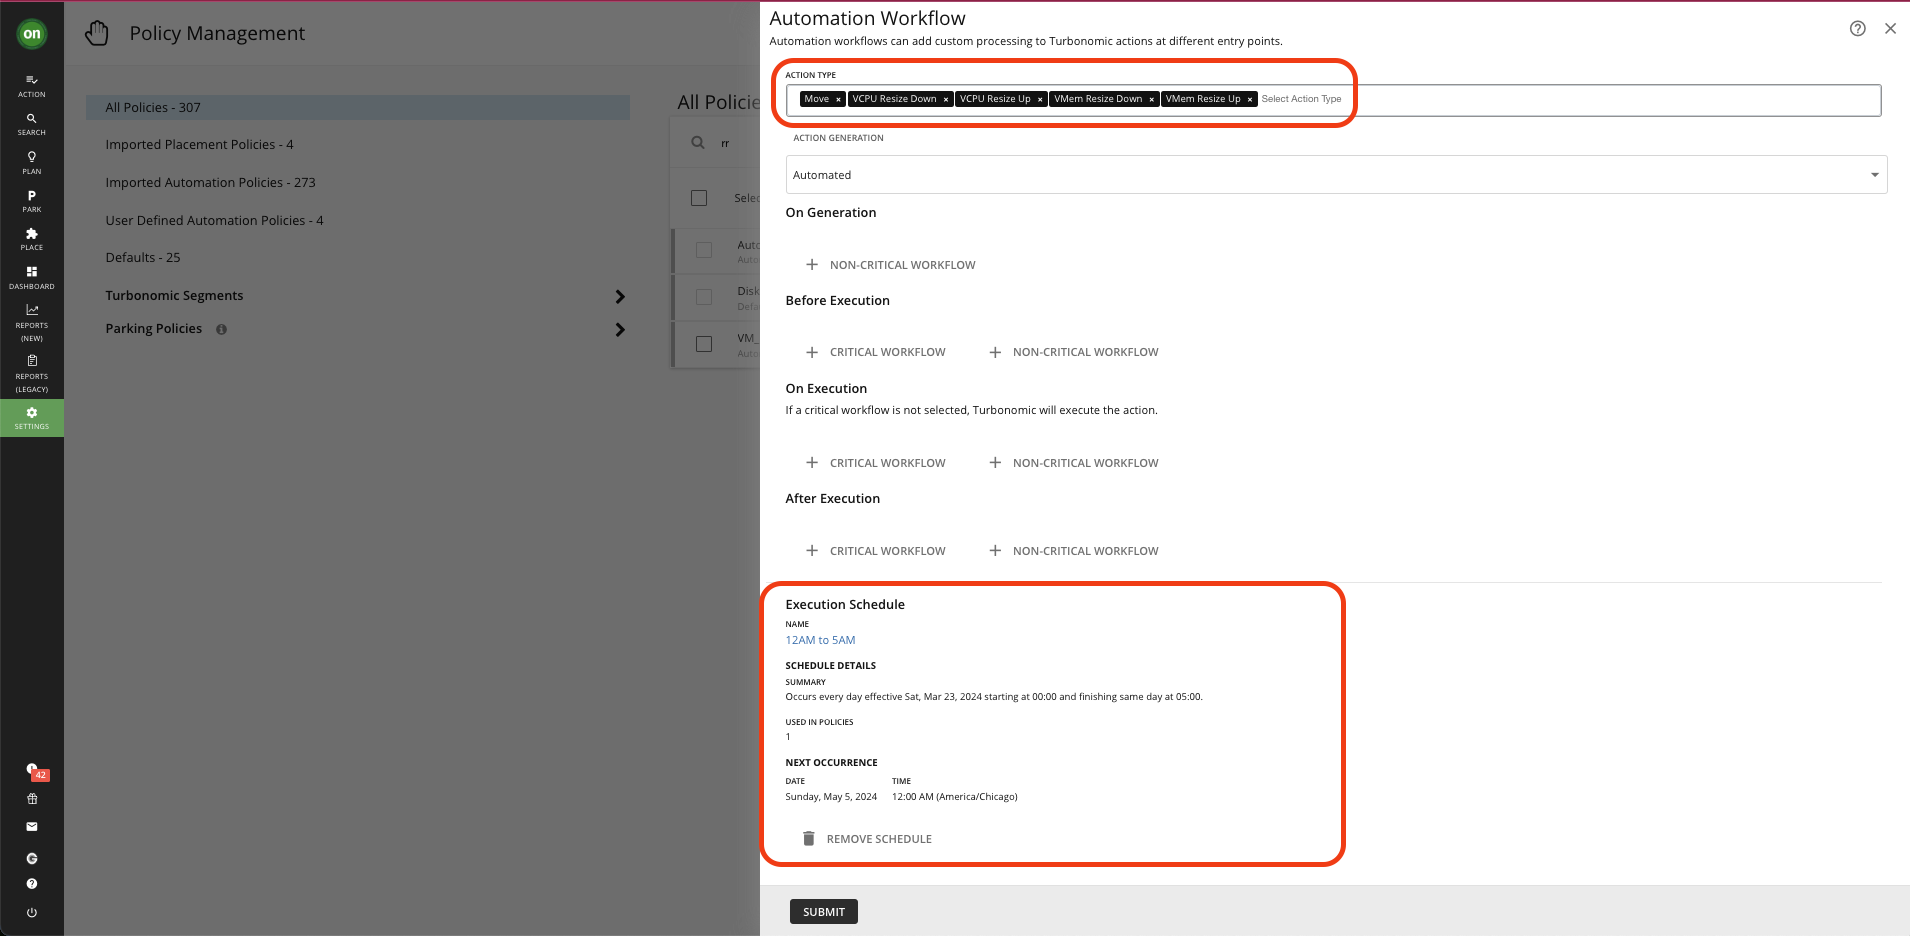 on
Policy Management
ACTION
SEARCH
PLAN
P
PARK
PLACE
DASHBOARD
REPORTS
(NEW)
REPORTS
(LEGACY)
SETTINGS
42
All Policies - 307
Imported Placement Policies - 4
Imported Automation Policies - 273
User Defined Automation Policies - 4
Defaults - 25
Turbonomic Segments
Parking Policies
All Policie
rr
Selec
Auto
Auto
Disk
Defa
VM_
Auto
Automation Workflow
Automation workflows can add custom processing to Turbonomic actions at different entry points.
ACTION TYPE
Move × VCPU Resize Down × VCPU Resize Up × VMem Resize Down × VMem Resize Up × Select Action Type
ACTION GENERATION
Automated
On Generation
+ NON-CRITICAL WORKFLOW
Before Execution
+ CRITICAL WORKFLOW + NON-CRITICAL WORKFLOW
On Execution
If a critical workflow is not selected, Turbonomic will execute the action.
+ CRITICAL WORKFLOW + NON-CRITICAL WORKFLOW
After Execution
+ CRITICAL WORKFLOW + NON-CRITICAL WORKFLOW
Execution Schedule
NAME
12AM to 5AM
SCHEDULE DETAILS
SUMMARY
Occurs every day effective Sat, Mar 23, 2024 starting at 00:00 and finishing same day at 05:00.
USED IN POLICIES
1
NEXT OCCURRENCE
DATE TIME
Sunday, May 5, 2024 12:00 AM (America/Chicago)
REMOVE SCHEDULE
SUBMIT